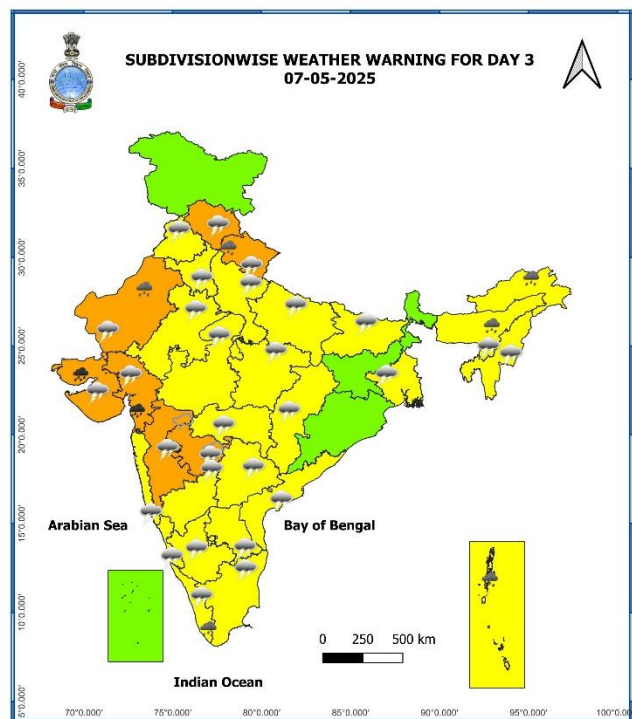 SUBDIVISIONWISE WEATHER WARNING FOR DAY 3
07-05-2025
40°0.000'
35°0.000'
30°0.000'
25°0.000'
20°0.000'
15°0.000'
10°0.000'
5°0.000'
Arabian Sea
Bay of Bengal
0 250 500 km
Indian Ocean
70°0.000' 75°0.000' 80°0.000' 85°0.000' 90°0.000' 95°0.000' 100°0.000'